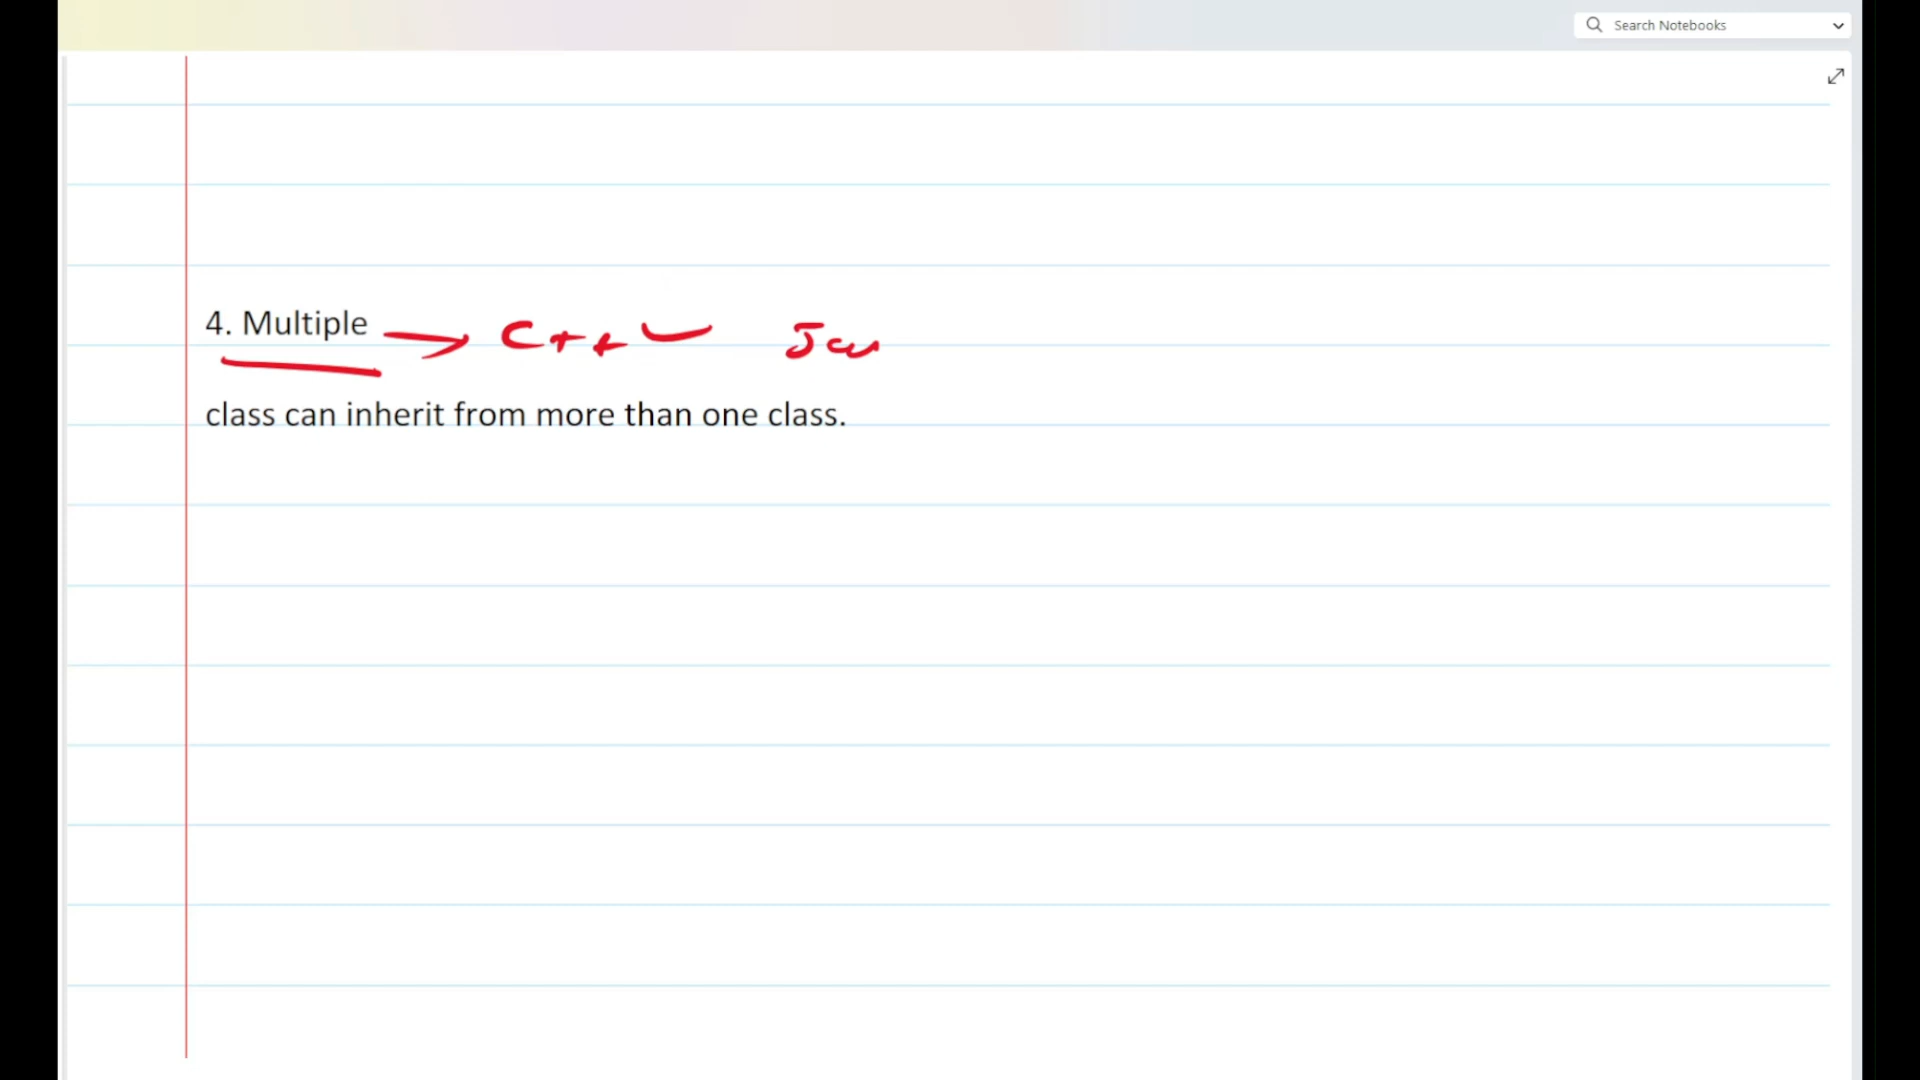 Search Notebooks
4. Multiple → C++
class can inherit from more than one class.